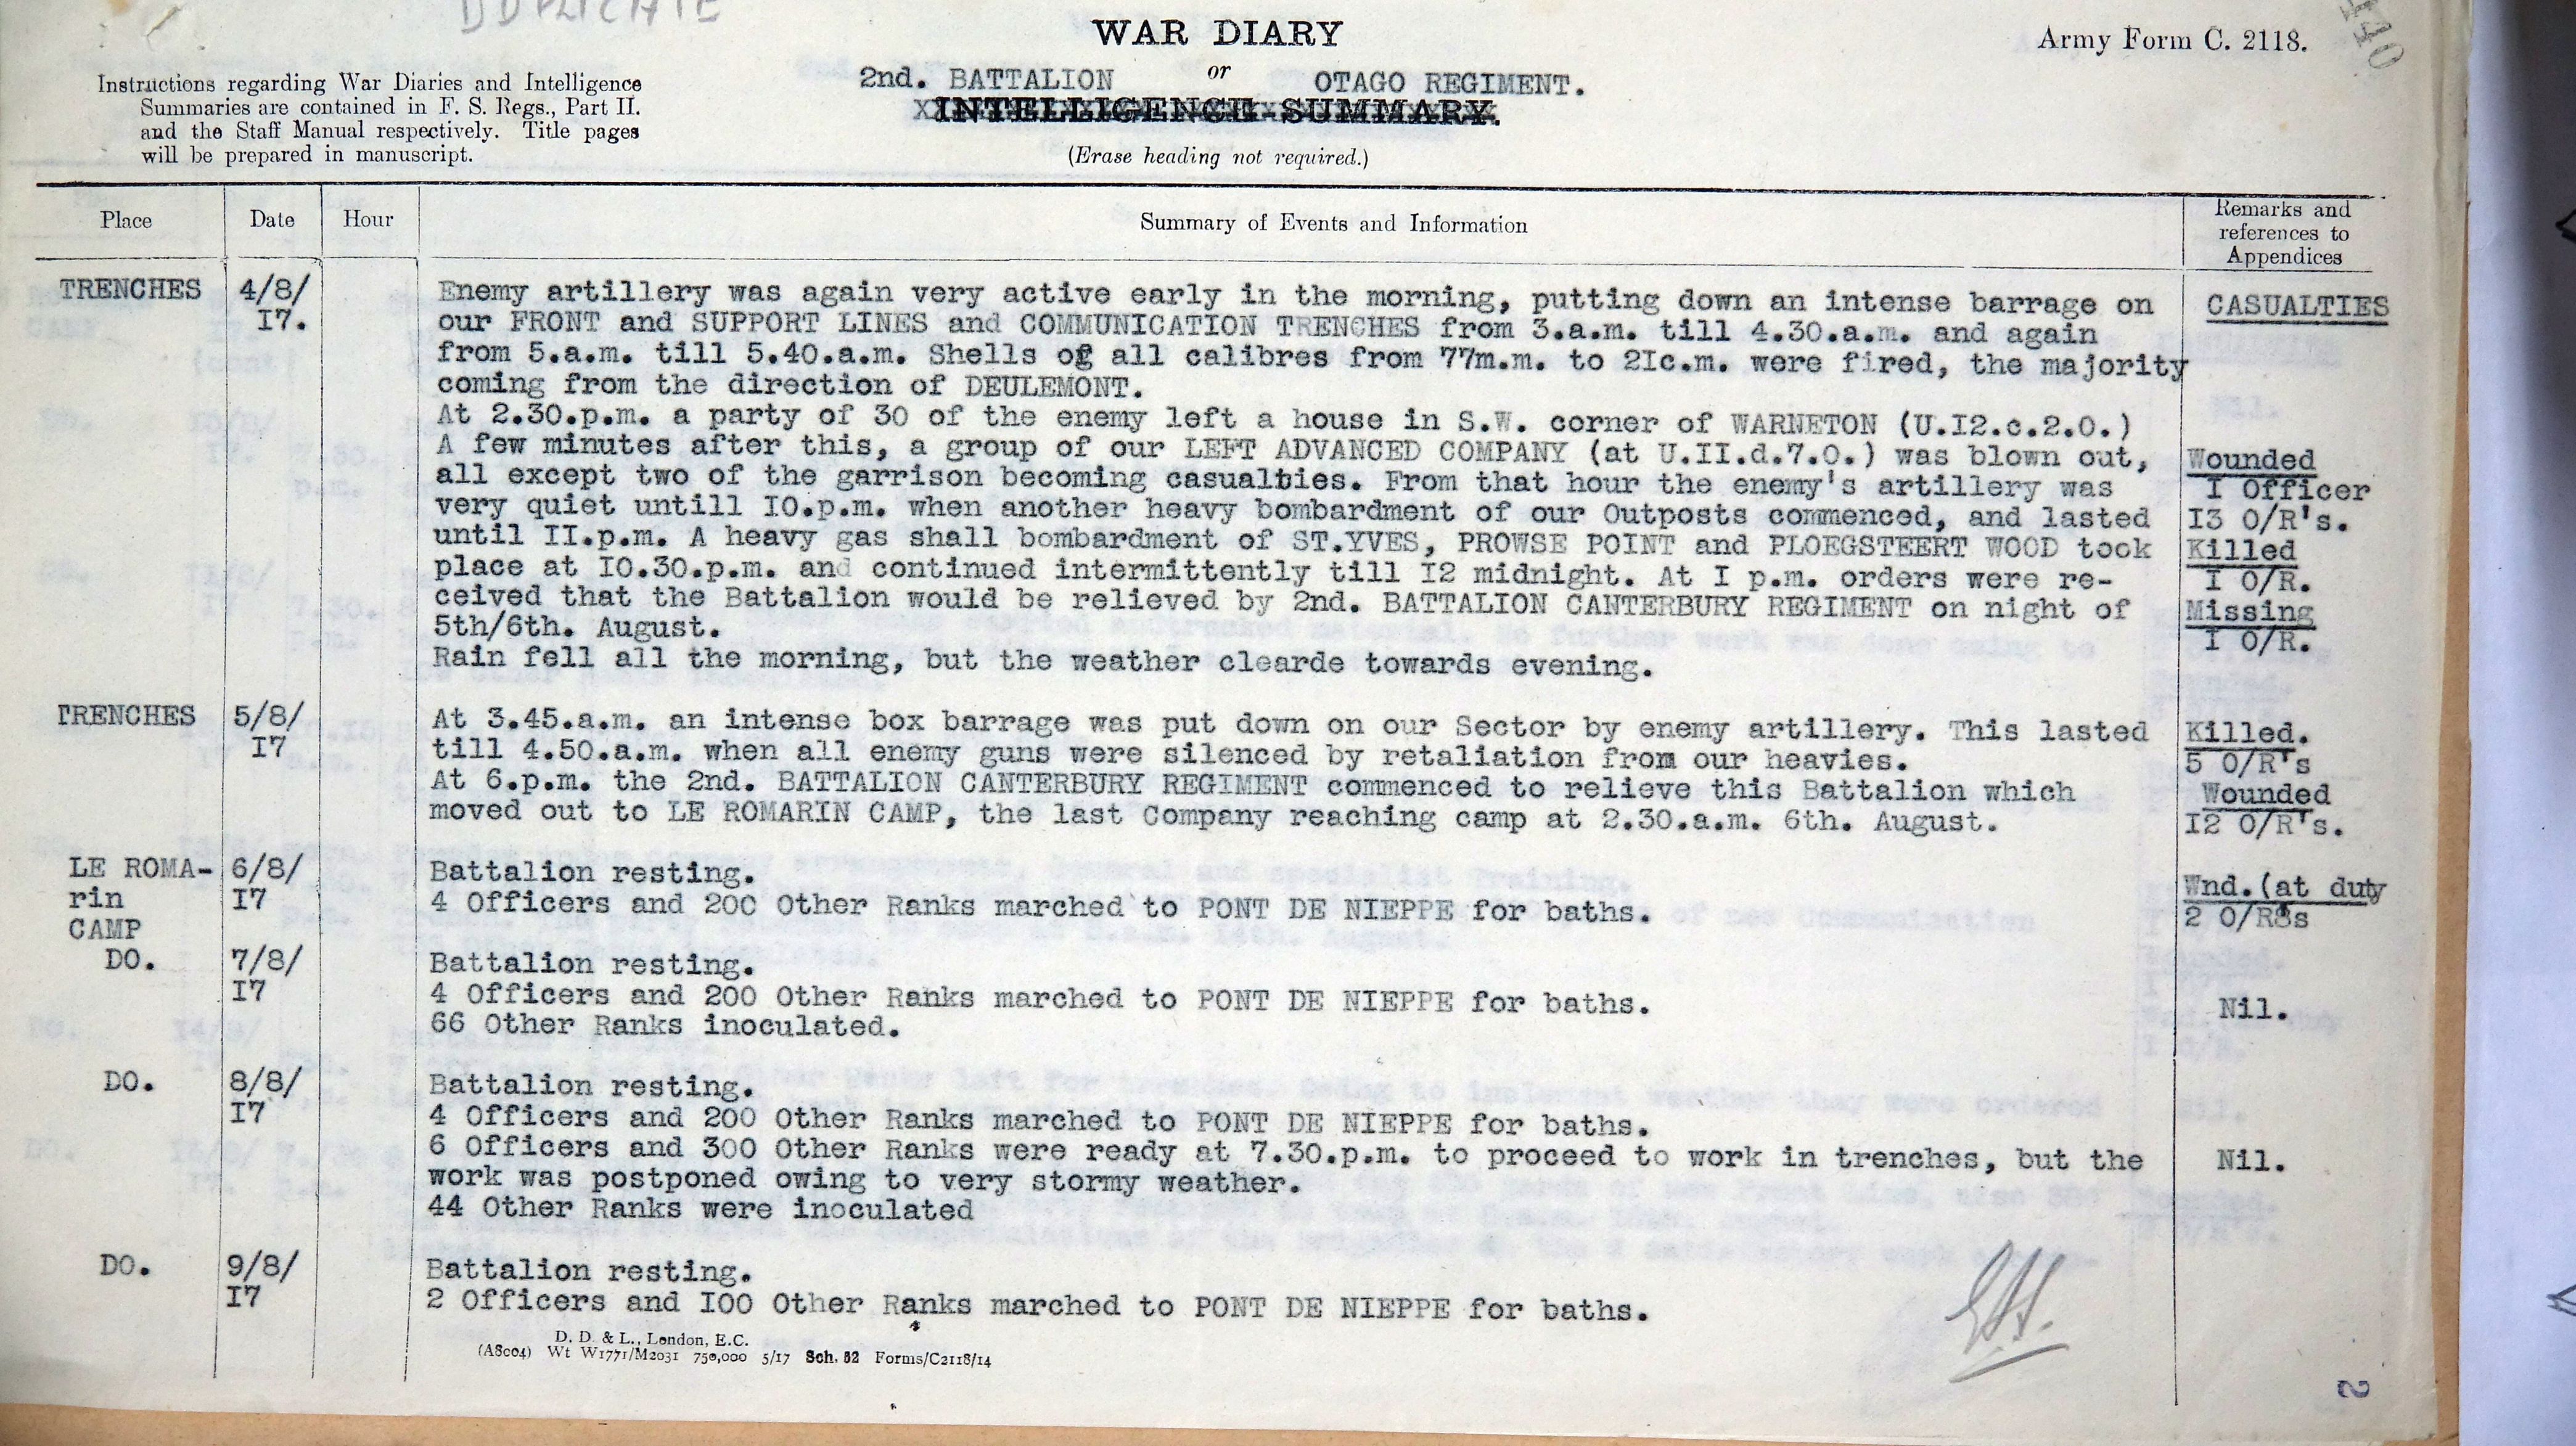 DUPLICATE
WAR DIARY
Army Form C. 2118.
440
Instructions regarding War Diaries and Intelligence
Summaries are contained in F. S. Regs., Part II.
and the Staff Manual respectively. Title pages
will be prepared in manuscript.
2nd. BATTALION or OTAGO REGIMENT.
INTELLIGENCE SUMMARY.
(Erase heading not required.)
Place Date Hour Summary of Events and Information Remarks and
references to
Appendices
TRENCHES 4/8/
I7.
Enemy artillery was again very active early in the morning, putting down an intense barrage on
our FRONT and SUPPORT LINES and COMMUNICATION TRENCHES from 3.a.m. till 4.30.a.m. and again
from 5.a.m. till 5.40.a.m. Shells of all calibres from 77m.m. to 2Ic.m. were fired, the majority
coming from the direction of DEULEMONT.
At 2.30.p.m. a party of 30 of the enemy left a house in S.W. corner of WARNETON (U.I2.c.2.0.)
A few minutes after this, a group of our LEFT ADVANCED COMPANY (at U.II.d.7.0.) was blown out,
all except two of the garrison becoming casualties. From that hour the enemy's artillery was
very quiet untill I0.p.m. when another heavy bombardment of our Outposts commenced, and lasted
until II.p.m. A heavy gas shall bombardment of ST.YVES, PROWSE POINT and PLOEGSTEERT WOOD took
place at I0.30.p.m. and continued intermittently till I2 midnight. At I p.m. orders were re-
ceived that the Battalion would be relieved by 2nd. BATTALION CANTERBURY REGIMENT on night of
5th/6th. August.
Rain fell all the morning, but the weather clearde towards evening.
CASUALTIES
Wounded
I Officer
I3 O/R's.
Killed
I O/R.
Missing
I O/R.
TRENCHES 5/8/
I7
At 3.45.a.m. an intense box barrage was put down on our Sector by enemy artillery. This lasted
till 4.50.a.m. when all enemy guns were silenced by retaliation from our heavies.
At 6.p.m. the 2nd. BATTALION CANTERBURY REGIMENT commenced to relieve this Battalion which
moved out to LE ROMARIN CAMP, the last Company reaching camp at 2.30.a.m. 6th. August.
Killed.
5 O/R's
Wounded
I2 O/R's.
LE ROMA-
rin
CAMP
6/8/
I7
Battalion resting.
4 Officers and 200 Other Ranks marched to PONT DE NIEPPE for baths.
Wnd.(at duty
2 O/R's
DO. 7/8/
I7
Battalion resting.
4 Officers and 200 Other Ranks marched to PONT DE NIEPPE for baths.
66 Other Ranks inoculated.
Nil.
DO. 8/8/
I7
Battalion resting.
4 Officers and 200 Other Ranks marched to PONT DE NIEPPE for baths.
6 Officers and 300 Other Ranks were ready at 7.30.p.m. to proceed to work in trenches, but the
work was postponed owing to very stormy weather.
44 Other Ranks were inoculated
Nil.
DO. 9/8/
I7
Battalion resting.
2 Officers and I00 Other Ranks marched to PONT DE NIEPPE for baths.
D. D. & L., London, E.C.
(A8004) Wt W1771/M2031 750,000 5/17 Sch. 52 Forms/C2118/14
2